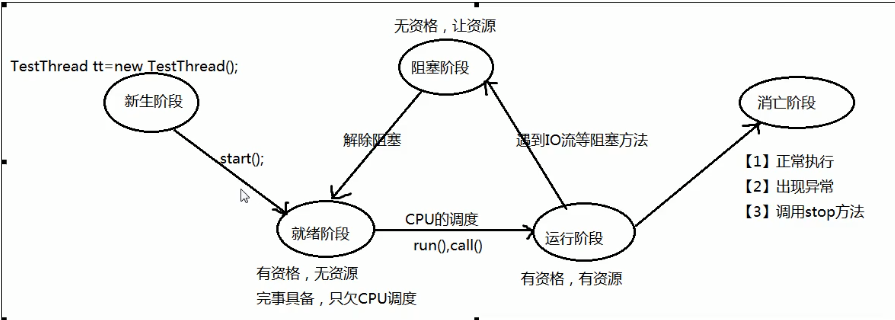 无资格，让资源
TestThread tt=new TestThread();
阻塞阶段
新生阶段
消亡阶段
解除阻塞
遇到IO流等阻塞方法
start();
【1】正常执行
【2】出现异常
【3】调用stop方法
CPU的调度
就绪阶段
run(),call()
运行阶段
有资格，无资源
有资格，有资源
完事具备，只欠CPU调度